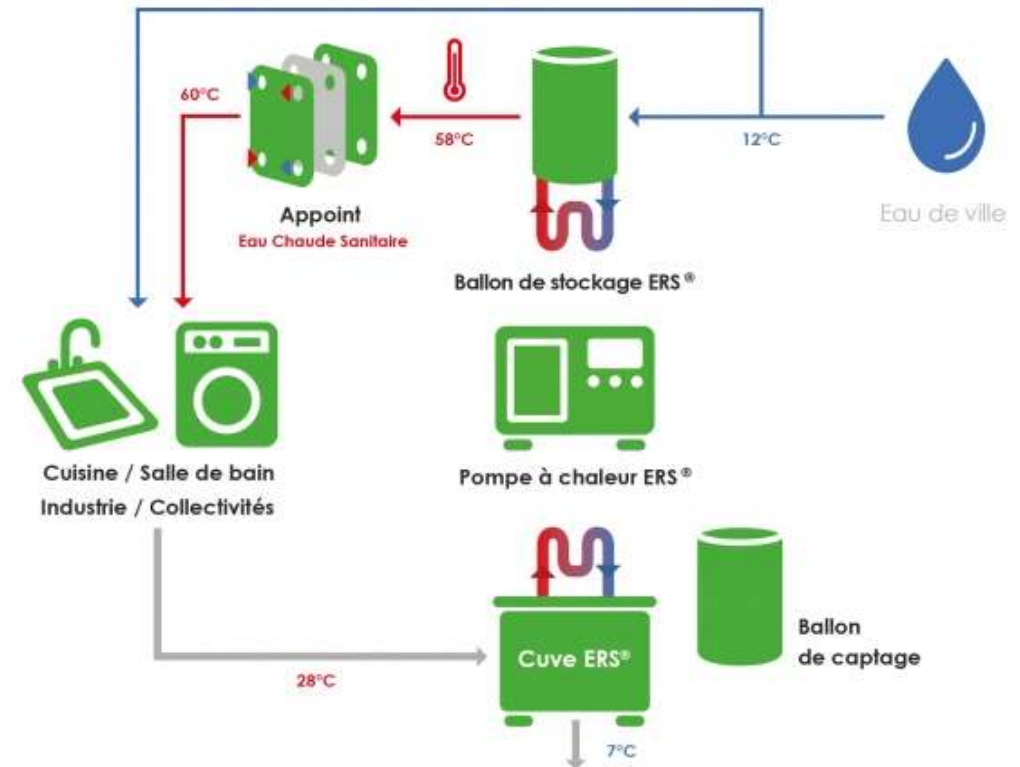 60°C
58°C
12°C
Appoint
Eau Chaude Sanitaire
Eau de ville
Ballon de stockage ERS®
Cuisine / Salle de bain
Industrie / Collectivités
Pompe à chaleur ERS®
Cuve ERS®
Ballon
de captage
28°C
7°C